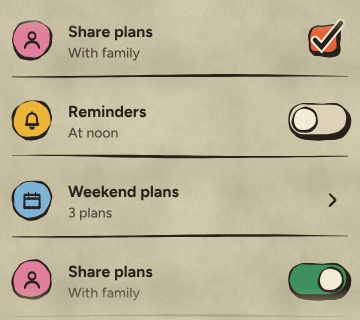 Share plans
With family
Reminders
At noon
Weekend plans
3 plans
Share plans
With family